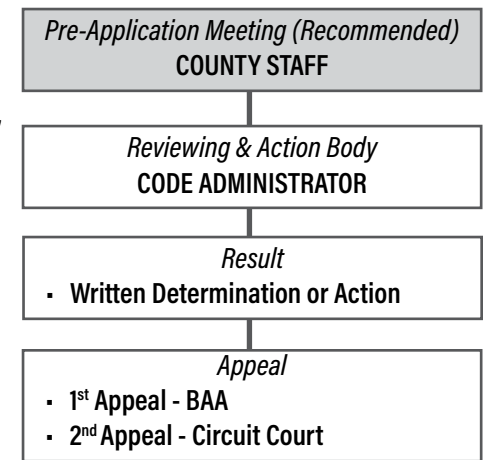 Pre-Application Meeting (Recommended)
COUNTY STAFF
Reviewing & Action Body
CODE ADMINISTRATOR
Result
▪ Written Determination or Action
Appeal
▪ 1st Appeal - BAA
▪ 2nd Appeal - Circuit Court